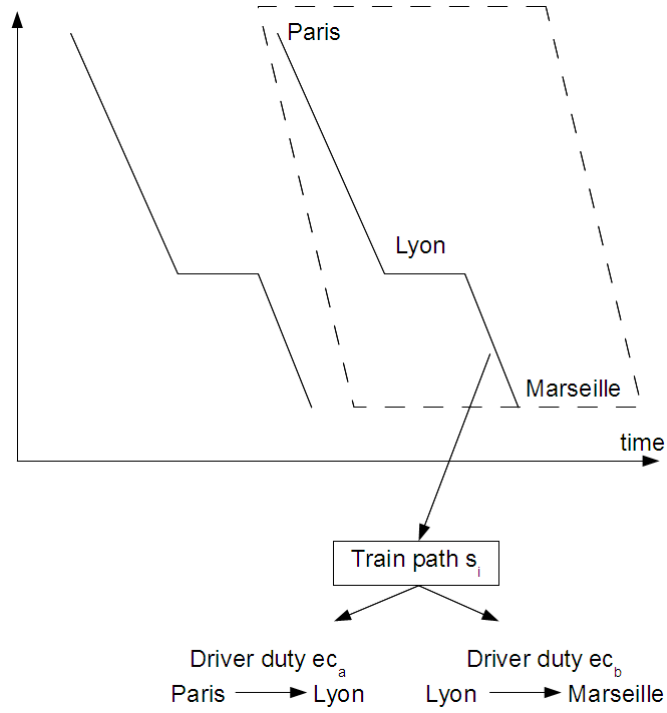 Paris
Lyon
Marseille
time
Train path s_i
Driver duty ec_a
Driver duty ec_b
Paris Lyon
Lyon Marseille